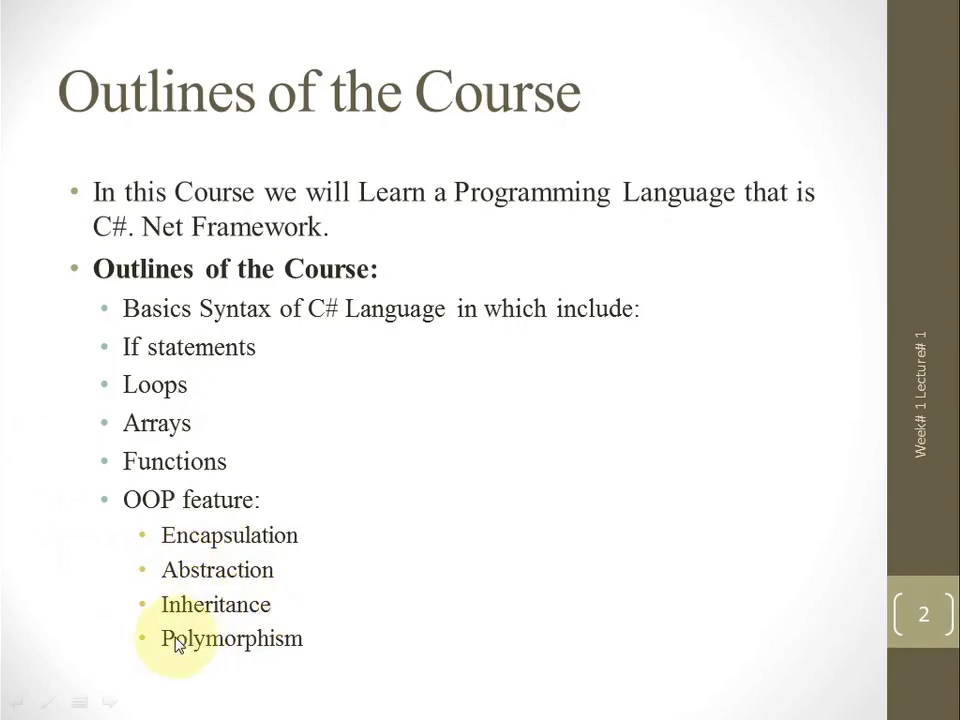 Outlines of the Course
• In this Course we will Learn a Programming Language that is
C#. Net Framework.
• Outlines of the Course:
• Basics Syntax of C# Language in which include:
• If statements
• Loops
• Arrays
• Functions
• OOP feature:
• Encapsulation
• Abstraction
• Inheritance
• Polymorphism
Week# 1 Lecture# 1
2